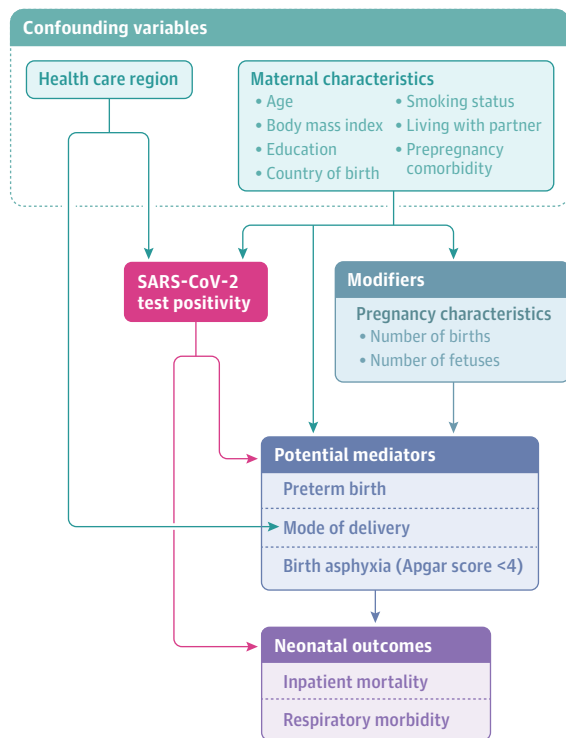 Confounding variables
Health care region
Maternal characteristics
• Age
• Body mass index
• Education
• Country of birth
• Smoking status
• Living with partner
• Prepregnancy
comorbidity
SARS-CoV-2
test positivity
Modifiers
Pregnancy characteristics
• Number of births
• Number of fetuses
Potential mediators
Preterm birth
Mode of delivery
Birth asphyxia (Apgar score <4)
Neonatal outcomes
Inpatient mortality
Respiratory morbidity